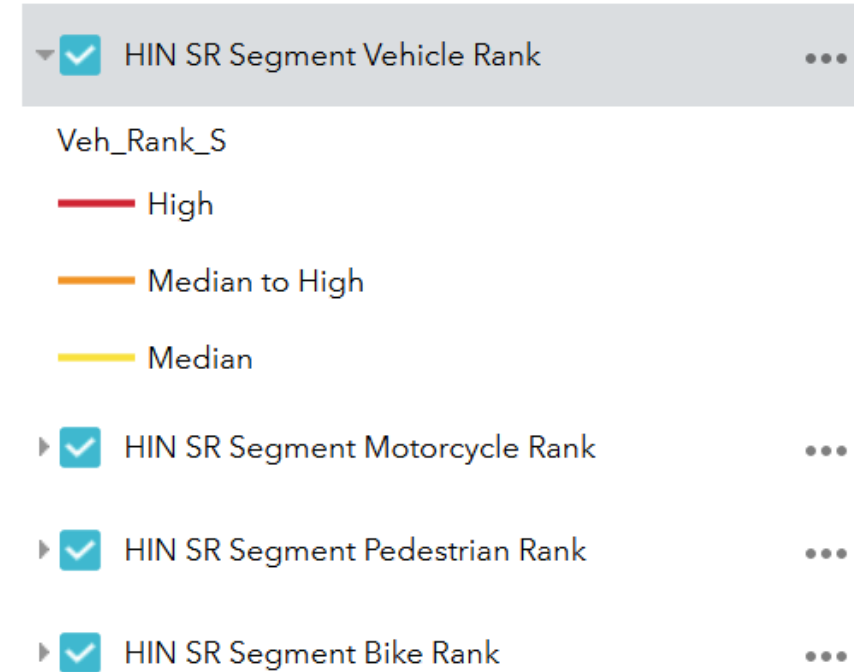 HIN SR Segment Vehicle Rank
Veh_Rank_S
High
Median to High
Median
HIN SR Segment Motorcycle Rank
HIN SR Segment Pedestrian Rank
HIN SR Segment Bike Rank